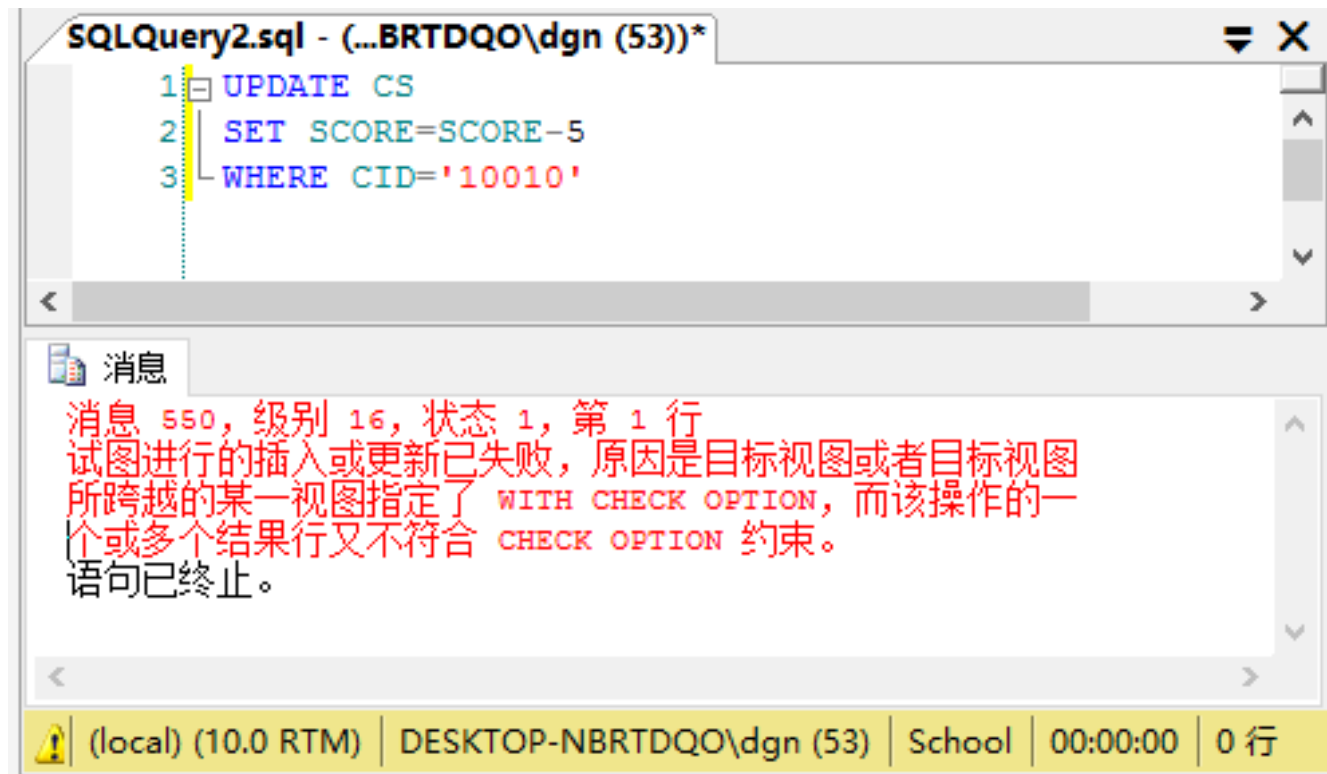 SQLQuery2.sql - (...BRTDQO\dgn (53))*
1 UPDATE CS
2 SET SCORE=SCORE-5
3 WHERE CID='10010'
消息
消息 550，级别 16，状态 1，第 1 行
试图进行的插入或更新已失败，原因是目标视图或者目标视图
所跨越的某一视图指定了 WITH CHECK OPTION，而该操作的一
个或多个结果行又不符合 CHECK OPTION 约束。
语句已终止。
(local) (10.0 RTM) DESKTOP-NBRTDQO\dgn (53) School 00:00:00 0 行